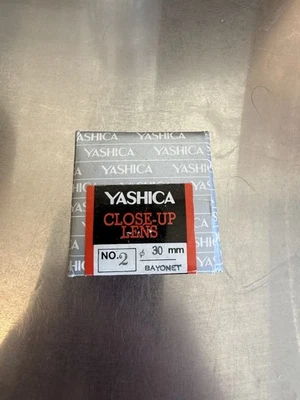 YASHICA YASHICA
YASHICA YASHICA
YASHICA
CLOSE-UP
LENS
NO. 2
ø 30 mm
BAYONET